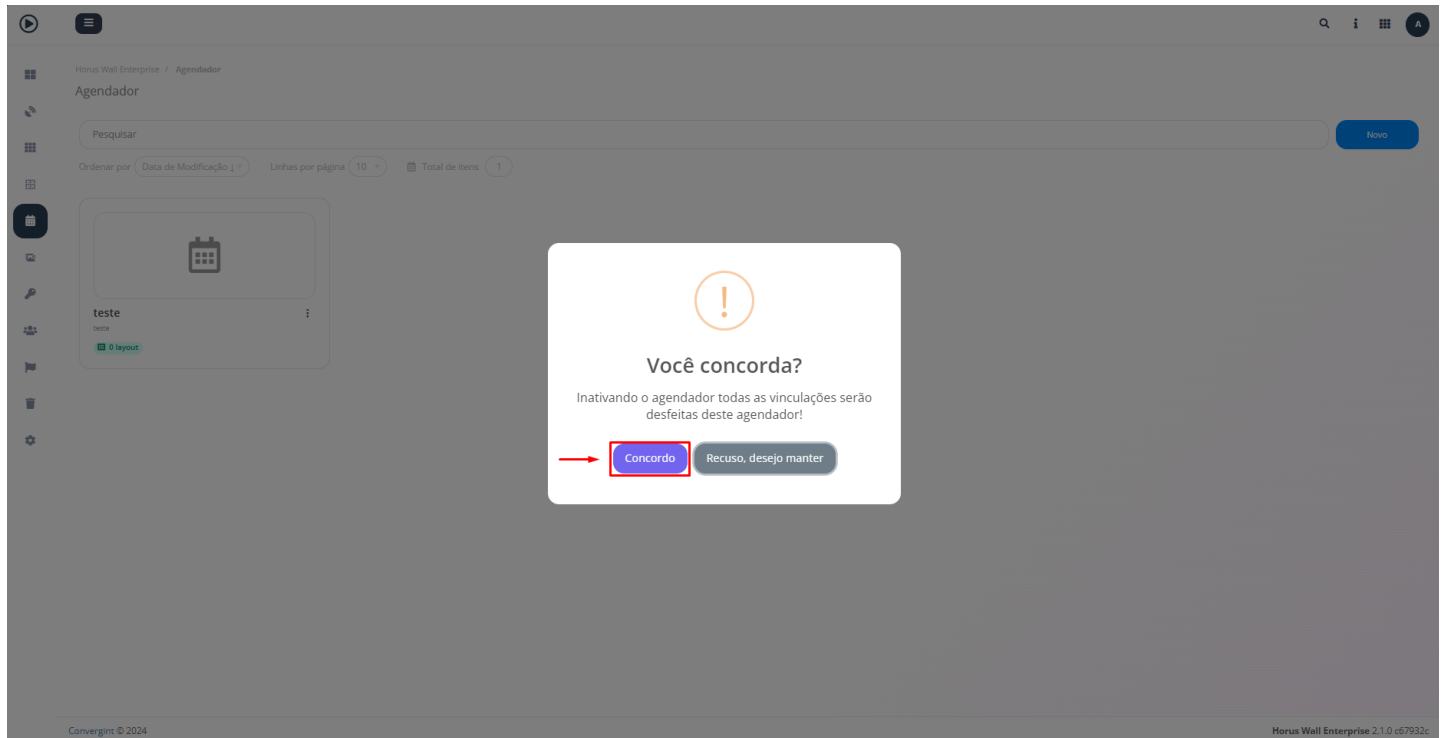 A
Horus Wall Enterprise / Agendador
Agendador
Pesquisar
Novo
Ordenar por Data de Modificação ↓ Linhas por página 10 Total de itens 1
teste
teste
0 layout
!
Você concorda?
Inativando o agendador todas as vinculações serão
desfeitas deste agendador!
Concordo Recuso, desejo manter
Convergint © 2024
Horus Wall Enterprise 2.1.0 c67932c